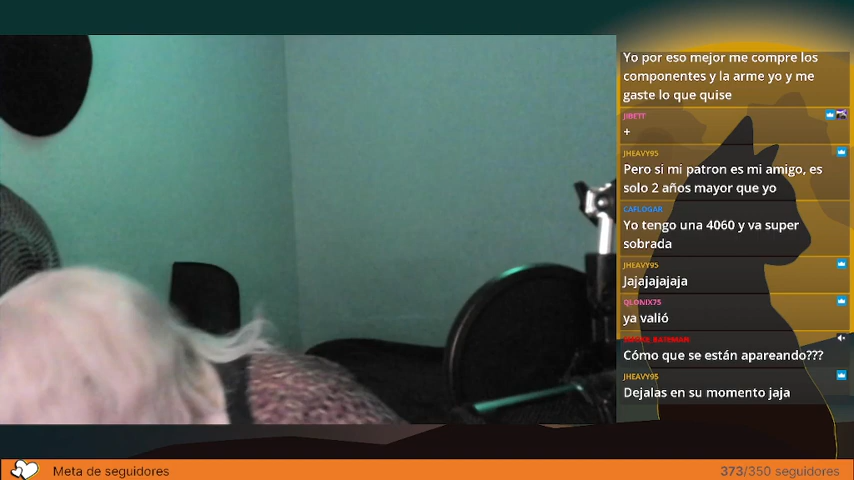 Yo por eso mejor me compre los
componentes y la arme yo y me
gaste lo que quise
JIBETT
+
JHEAVY95
Pero si mi patron es mi amigo, es
solo 2 años mayor que yo
CAFLOGAR
Yo tengo una 4060 y va super
sobrada
JHEAVY95
Jajajajajaja
QLONIX75
ya valió
BATEMAN
Cómo que se están apareando???
JHEAVY95
Dejalas en su momento jaja
Meta de seguidores
373/350 seguidores